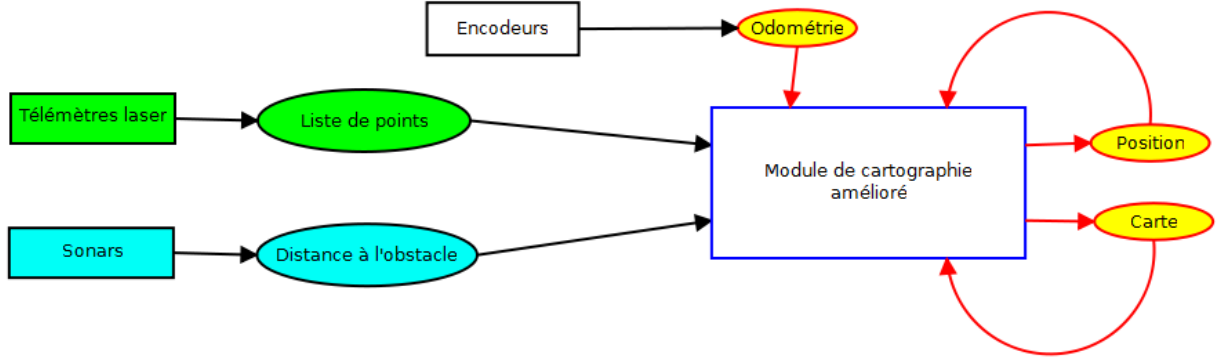 Encodeurs
Odométrie
Télémètres laser
Liste de points
Module de cartographie
amélioré
Position
Sonars
Distance à l'obstacle
Carte